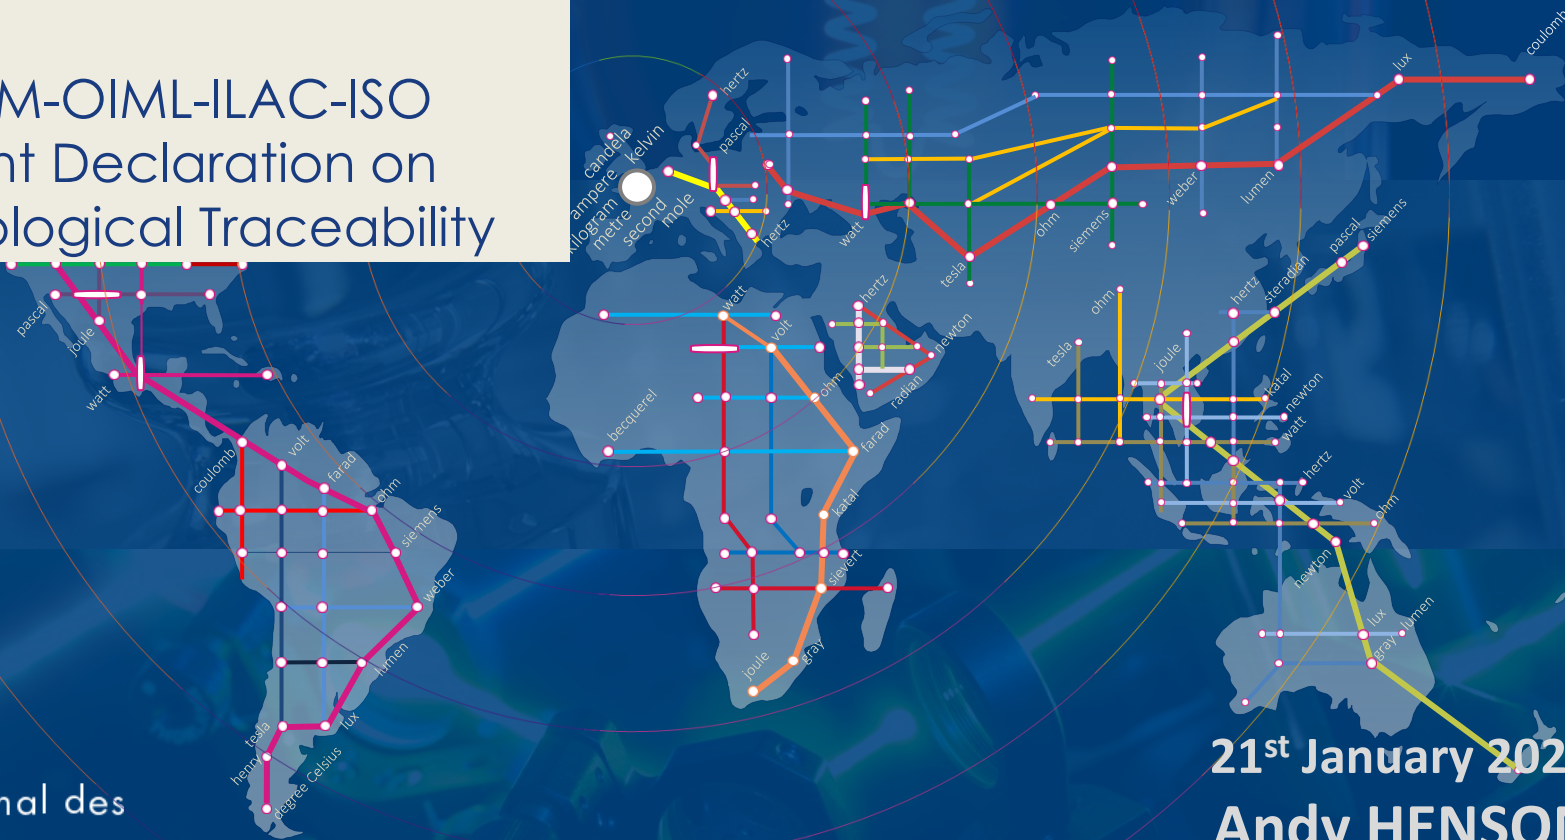 M-OIML-ILAC-ISO
nt Declaration on
ological Traceability
hertz
candela
kelvin
pascal
ampere
kilogram
metre
second
mole
hertz
watt
tesla
ohm
siemens
weber
lumen
lux
coulomb
pascal
siemens
steradian
hertz
ohm
tesla
joule
katal
newton
watt
hertz
volt
ohm
newton
lux
lumen
gray
pascal
joule
watt
coulomb
volt
farad
ohm
siemens
weber
lumen
lux
tesla
henry
degree Celsius
watt
volt
ohm
becquerel
farad
katal
sievert
gray
joule
hertz
newton
radian
nal des
21st January 202
Andy HENSO